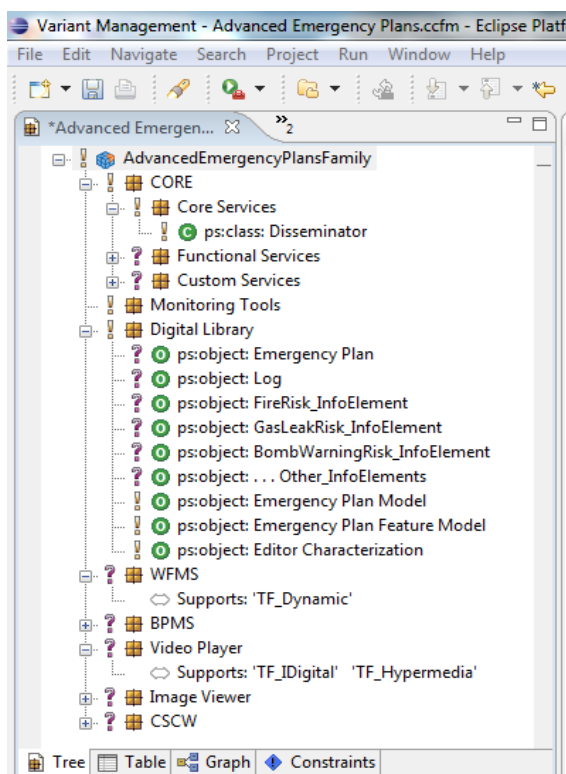 Variant Management - Advanced Emergency Plans.ccfm - Eclipse Platf
File Edit Navigate Search Project Run Window Help
*Advanced Emergen... »2
AdvancedEmergencyPlansFamily
CORE
Core Services
ps:class: Disseminator
Functional Services
Custom Services
Monitoring Tools
Digital Library
ps:object: Emergency Plan
ps:object: Log
ps:object: FireRisk_InfoElement
ps:object: GasLeakRisk_InfoElement
ps:object: BombWarningRisk_InfoElement
ps:object: . . . Other_InfoElements
ps:object: Emergency Plan Model
ps:object: Emergency Plan Feature Model
ps:object: Editor Characterization
WFMS
Supports: 'TF_Dynamic'
BPMS
Video Player
Supports: 'TF_IDigital' 'TF_Hypermedia'
Image Viewer
CSCW
Tree Table Graph Constraints